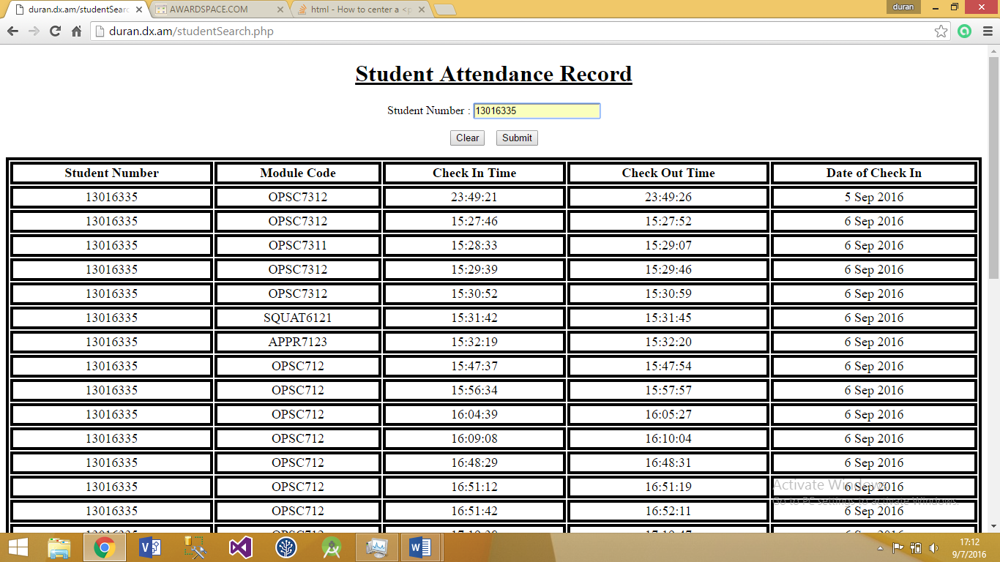 duran.dx.am/studentSearc
AWARDSPACE.COM
html - How to center a <p
duran
duran.dx.am/studentSearch.php
Student Attendance Record
Student Number : 13016335
Clear Submit
Student Number Module Code Check In Time Check Out Time Date of Check In
13016335 OPSC7312 23:49:21 23:49:26 5 Sep 2016
13016335 OPSC7312 15:27:46 15:27:52 6 Sep 2016
13016335 OPSC7311 15:28:33 15:29:07 6 Sep 2016
13016335 OPSC7312 15:29:39 15:29:46 6 Sep 2016
13016335 OPSC7312 15:30:52 15:30:59 6 Sep 2016
13016335 SQUAT6121 15:31:42 15:31:45 6 Sep 2016
13016335 APPR7123 15:32:19 15:32:20 6 Sep 2016
13016335 OPSC712 15:47:37 15:47:54 6 Sep 2016
13016335 OPSC712 15:56:34 15:57:57 6 Sep 2016
13016335 OPSC712 16:04:39 16:05:27 6 Sep 2016
13016335 OPSC712 16:09:08 16:10:04 6 Sep 2016
13016335 OPSC712 16:48:29 16:48:31 6 Sep 2016
13016335 OPSC712 16:51:12 16:51:19 6 Sep 2016
Activate Windows
13016335 OPSC712 16:51:42 16:52:11 6 Sep 2016
Go to PC settings to activate Windows.
17:12
9/7/2016